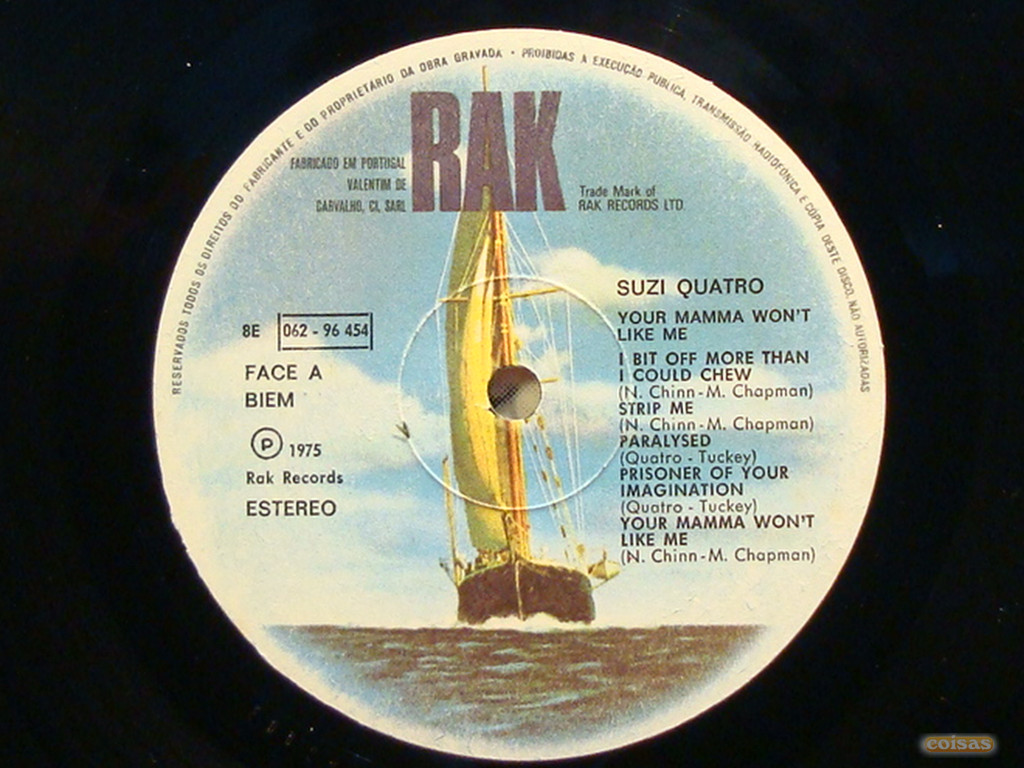 RESERVADOS TODOS OS DIREITOS DO FABRICANTE E DO PROPRIETÁRIO DA OBRA GRAVADA • PROIBIDAS A EXECUÇÃO PUBLICA, TRANSMISSÃO RADIOFÓNICA E CÓPIA DESTE DISCO, NÃO AUTORIZADAS
RAK
FABRICADO EM PORTUGAL
VALENTIM DE
CARVALHO, CI, SARL
Trade Mark of
RAK RECORDS LTD
8E 062 - 96 454
FACE A
BIEM
P 1975
Rak Records
ESTEREO
SUZI QUATRO
YOUR MAMMA WON'T
LIKE ME
I BIT OFF MORE THAN
I COULD CHEW
(N. Chinn - M. Chapman)
STRIP ME
(N. Chinn - M. Chapman)
PARALYSED
(Quatro - Tuckey)
PRISONER OF YOUR
IMAGINATION
(Quatro - Tuckey)
YOUR MAMMA WON'T
LIKE ME
(N. Chinn - M. Chapman)
coisas